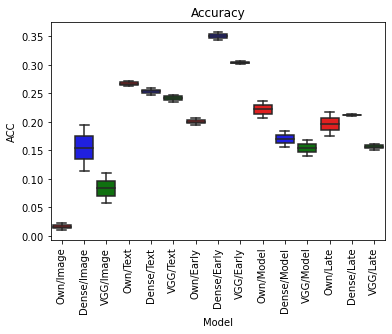 Accuracy
ACC
0.35
0.30
0.25
0.20
0.15
0.10
0.05
0.00
Own/Image
Dense/Image
VGG/Image
Own/Text
Dense/Text
VGG/Text
Own/Early
Dense/Early
VGG/Early
Own/Model
Dense/Model
VGG/Model
Own/Late
Dense/Late
VGG/Late
Model